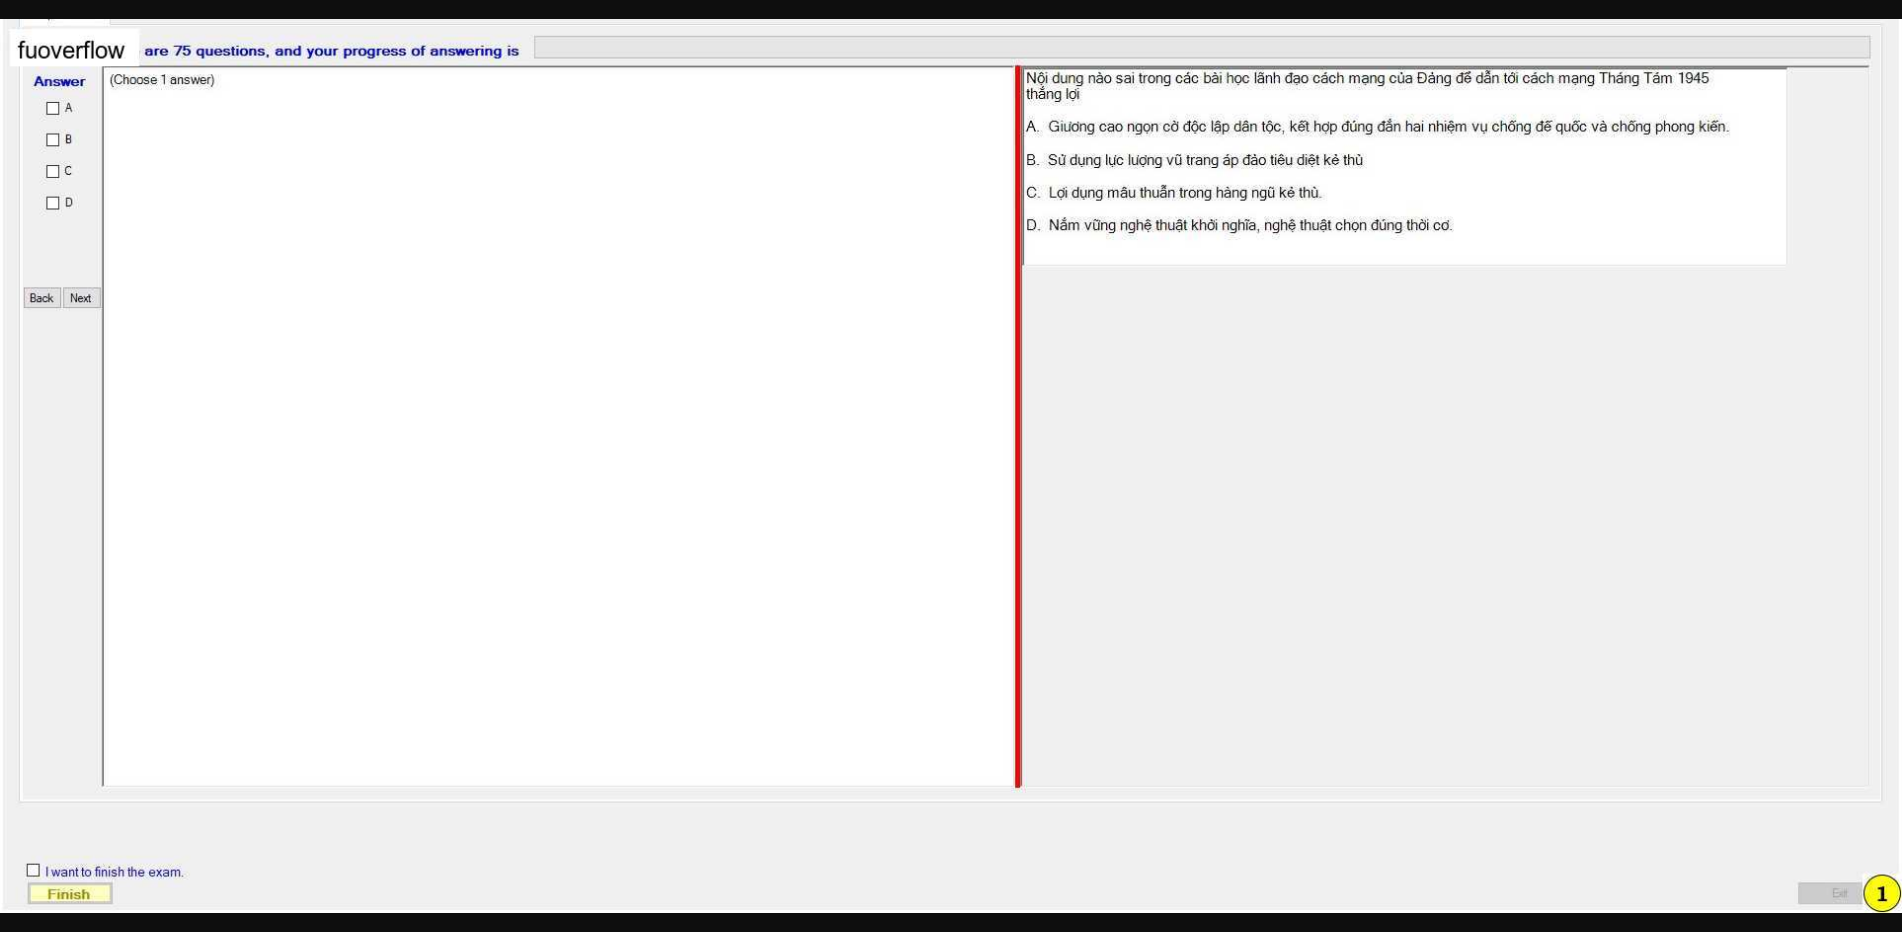 fuoverflow are 75 questions, and your progress of answering is
Answer
A
B
C
D
Back Next
(Choose 1 answer)
Nội dung nào sai trong các bài học lãnh đạo cách mạng của Đảng để dẫn tới cách mạng Tháng Tám 1945
thắng lợi
A. Giương cao ngọn cờ độc lập dân tộc, kết hợp đúng đắn hai nhiệm vụ chống đế quốc và chống phong kiến.
B. Sử dụng lực lượng vũ trang áp đảo tiêu diệt kẻ thù
C. Lợi dụng mâu thuẫn trong hàng ngũ kẻ thù.
D. Nắm vững nghệ thuật khởi nghĩa, nghệ thuật chọn đúng thời cơ.
I want to finish the exam.
Finish
Exit
1